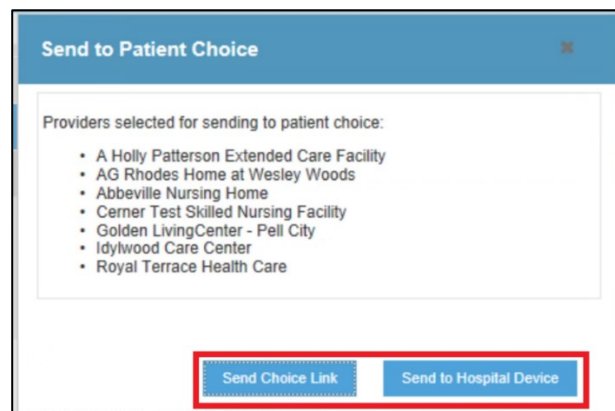 Send to Patient Choice
Providers selected for sending to patient choice:
• A Holly Patterson Extended Care Facility
• AG Rhodes Home at Wesley Woods
• Abbeville Nursing Home
• Cerner Test Skilled Nursing Facility
• Golden LivingCenter - Pell City
• Idylwood Care Center
• Royal Terrace Health Care
Send Choice Link Send to Hospital Device